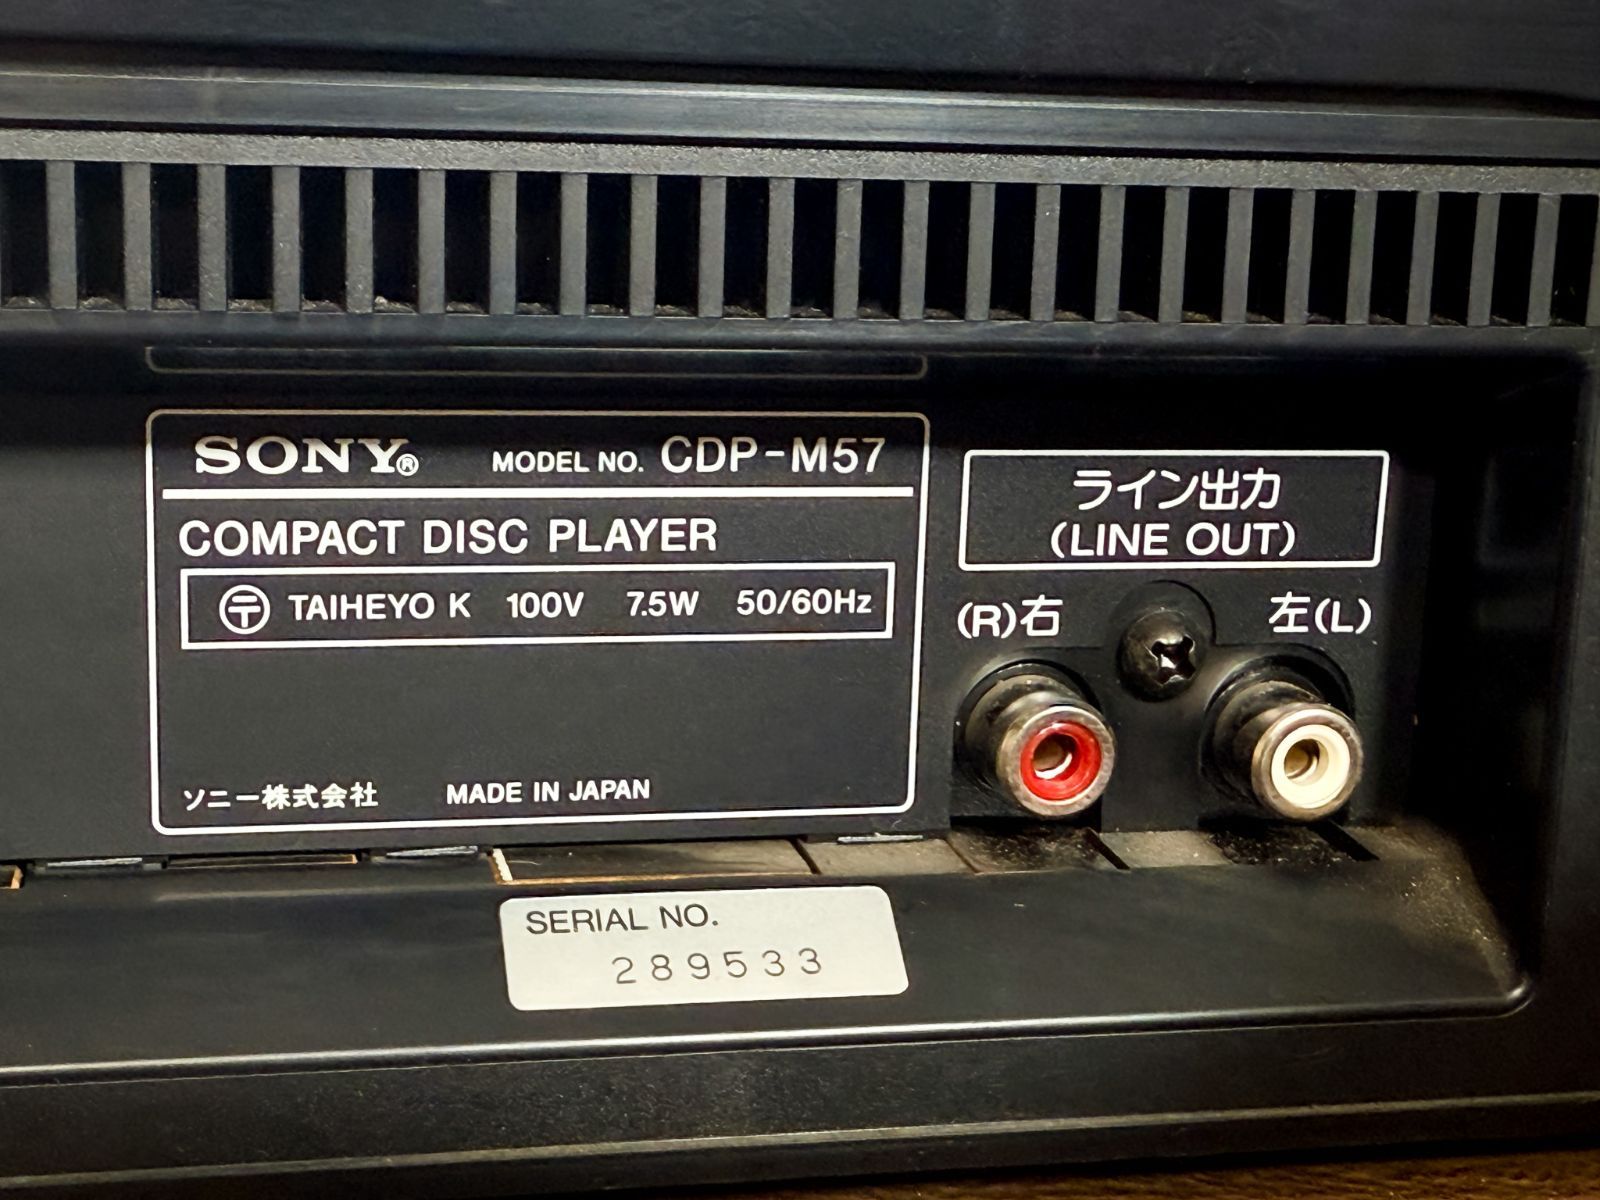 SONY® MODEL NO. CDP-M57
COMPACT DISC PLAYER
〶 TAIHEYO K 100V 7.5W 50/60Hz
ソニー株式会社 MADE IN JAPAN
ライン出力
(LINE OUT)
(R)右 左(L)
SERIAL NO.
289533